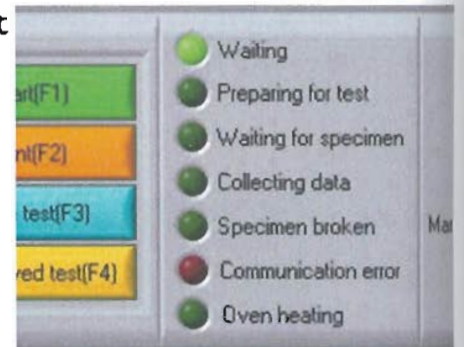 t
art(F1)
nt(F2)
test(F3)
ved test(F4)
Waiting
Preparing for test
Waiting for specimen
Collecting data
Specimen broken
Communication error
Oven heating
Mar